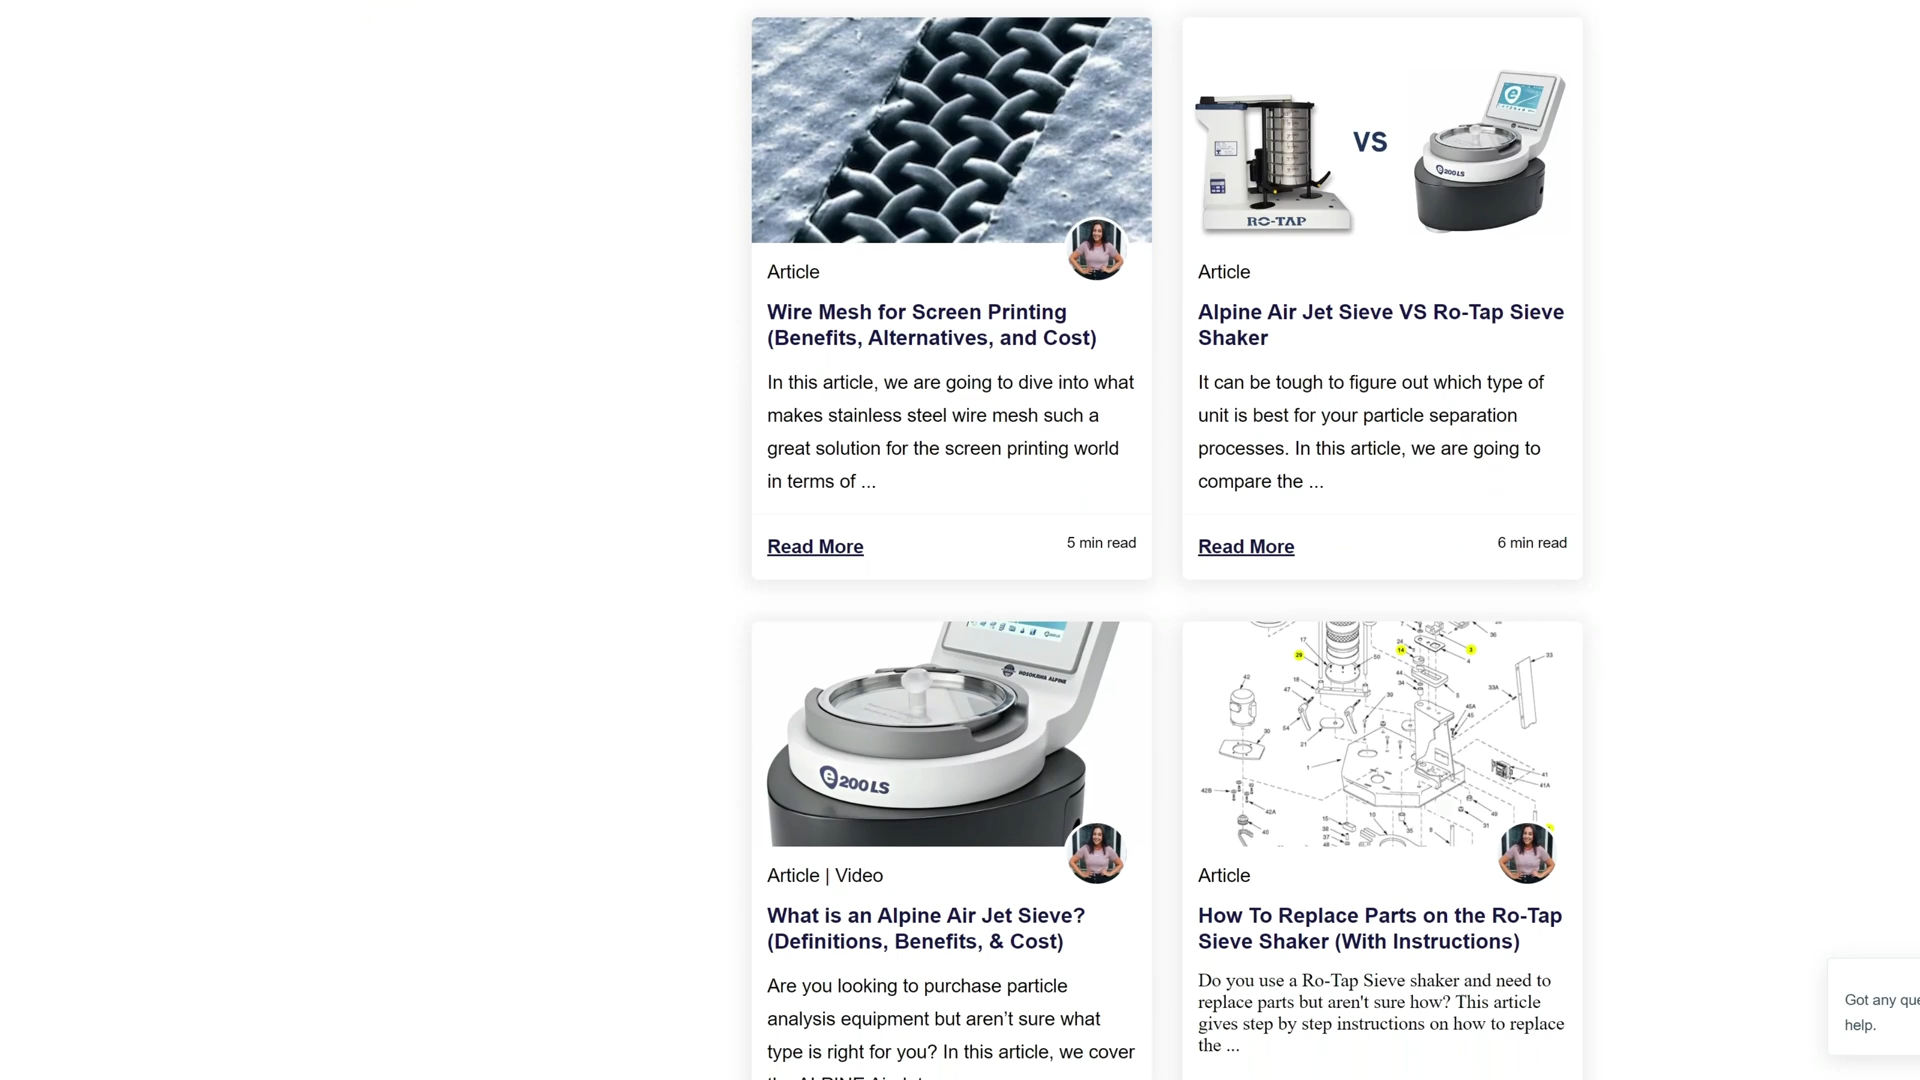 VS
RO-TAP
e200LS
Article
Wire Mesh for Screen Printing
(Benefits, Alternatives, and Cost)
In this article, we are going to dive into what
makes stainless steel wire mesh such a
great solution for the screen printing world
in terms of ...
Read More
5 min read
Article
Alpine Air Jet Sieve VS Ro-Tap Sieve
Shaker
It can be tough to figure out which type of
unit is best for your particle separation
processes. In this article, we are going to
compare the ...
Read More
6 min read
HOSOKAWA ALPINE
e200LS
Article | Video
What is an Alpine Air Jet Sieve?
(Definitions, Benefits, & Cost)
Are you looking to purchase particle
analysis equipment but aren’t sure what
type is right for you? In this article, we cover
Article
How To Replace Parts on the Ro-Tap
Sieve Shaker (With Instructions)
Do you use a Ro-Tap Sieve shaker and need to
replace parts but aren't sure how? This article
gives step by step instructions on how to replace
the ...
Got any que
help.